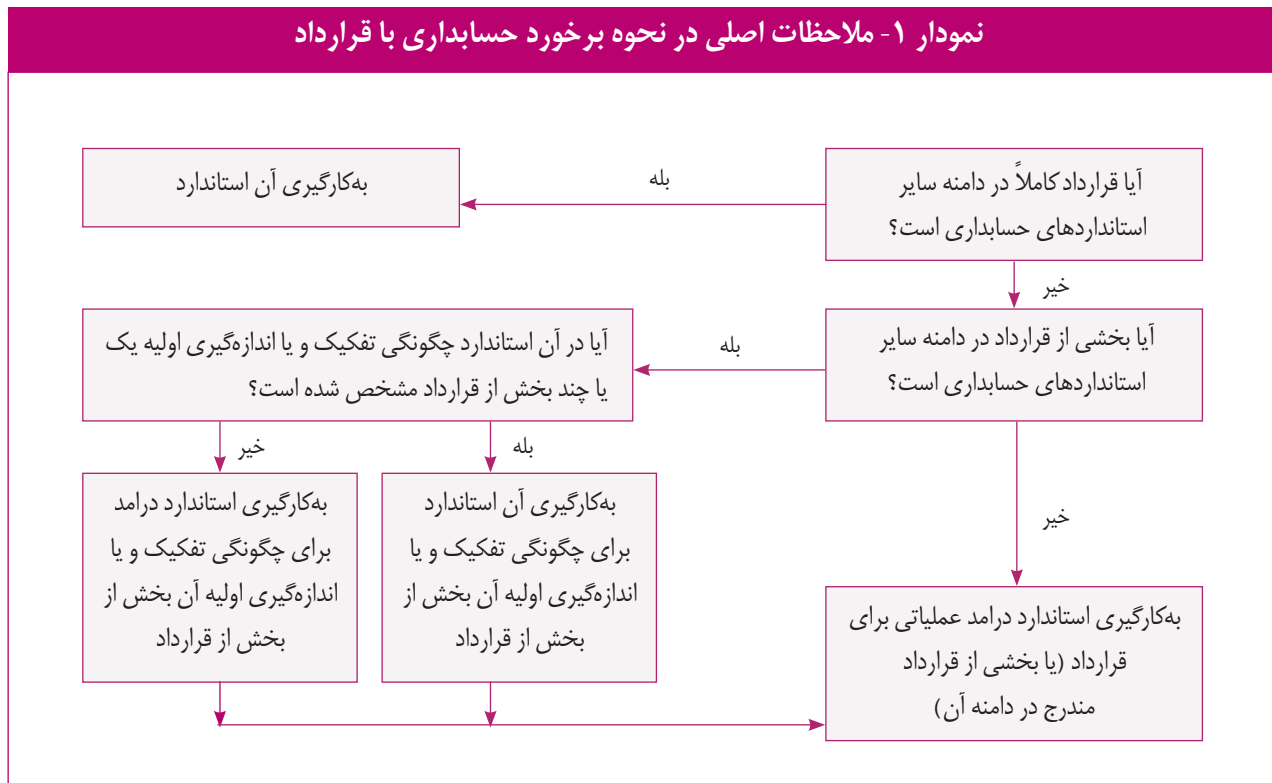 نمودار ۱- ملاحظات اصلی در نحوه برخورد حسابداری با قرارداد
آیا قرارداد کاملاً در دامنه سایر
استانداردهای حسابداری است؟
بله
به‌کارگیری آن استاندارد
خیر
آیا بخشی از قرارداد در دامنه سایر
استانداردهای حسابداری است؟
بله
آیا در آن استاندارد چگونگی تفکیک و یا اندازه‌گیری اولیه یک
یا چند بخش از قرارداد مشخص شده است؟
بله
خیر
به‌کارگیری آن استاندارد
برای چگونگی تفکیک و یا
اندازه‌گیری اولیه آن بخش از
بخش از قرارداد
به‌کارگیری استاندارد درامد
برای چگونگی تفکیک و یا
اندازه‌گیری اولیه آن بخش از
بخش از قرارداد
خیر
به‌کارگیری استاندارد درامد عملیاتی برای
قرارداد (یا بخشی از قرارداد
مندرج در دامنه آن)